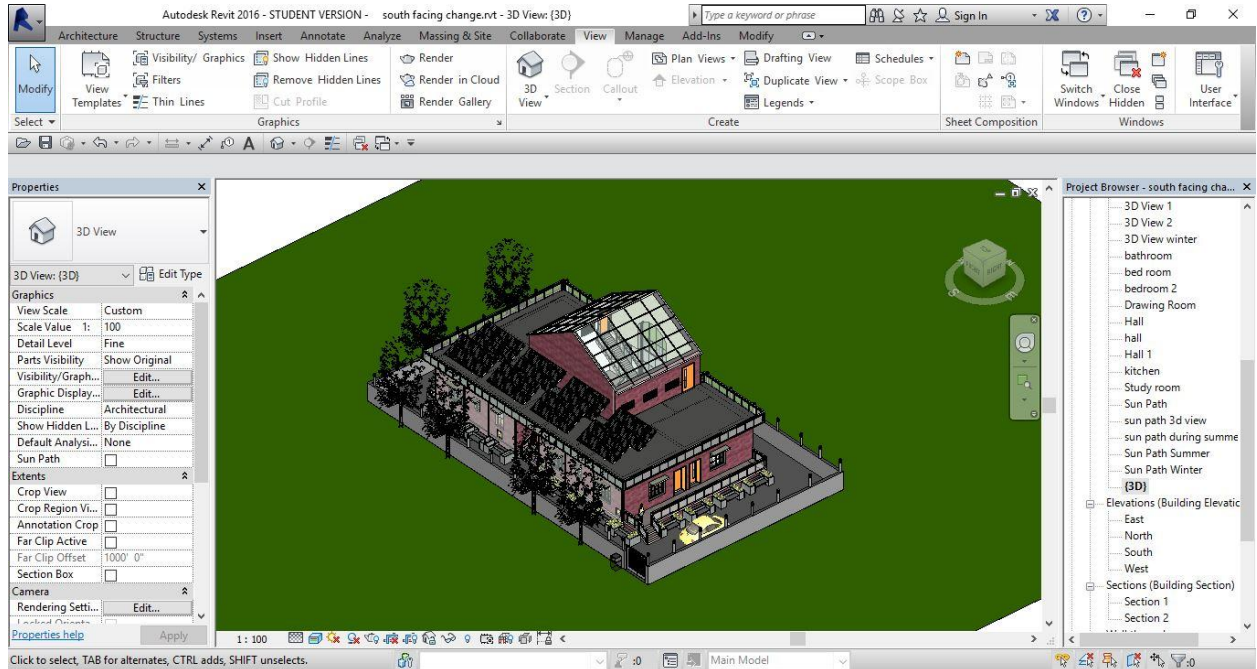 Autodesk Revit 2016 - STUDENT VERSION - south facing change.rvt - 3D View: {3D}
Type a keyword or phrase
Sign In
Architecture Structure Systems Insert Annotate Analyze Massing & Site Collaborate View Manage Add-Ins Modify
Modify
View Templates
Visibility/ Graphics
Filters
Thin Lines
Show Hidden Lines
Remove Hidden Lines
Cut Profile
Render
Render in Cloud
Render Gallery
3D View
Section
Callout
Plan Views
Elevation
Drafting View
Duplicate View
Legends
Schedules
Scope Box
Switch Windows
Close Hidden
User Interface
Select
Graphics
Create
Sheet Composition
Windows
Properties
3D View
3D View: {3D}
Edit Type
Graphics
View Scale Custom
Scale Value 1: 100
Detail Level Fine
Parts Visibility Show Original
Visibility/Graph... Edit...
Graphic Display... Edit...
Discipline Architectural
Show Hidden L... By Discipline
Default Analysi... None
Sun Path
Extents
Crop View
Crop Region Vi...
Annotation Crop
Far Clip Active
Far Clip Offset 1000' 0"
Section Box
Camera
Rendering Setti... Edit...
Properties help
Apply
TOP
RIGHT
S
E
Project Browser - south facing cha...
3D View 1
3D View 2
3D View winter
bathroom
bed room
bedroom 2
Drawing Room
Hall
hall
Hall 1
kitchen
Study room
Sun Path
sun path 3d view
sun path during summe
Sun Path Summer
Sun Path Winter
{3D}
Elevations (Building Elevatic
East
North
South
West
Sections (Building Section)
Section 1
Section 2
1 : 100
Click to select, TAB for alternates, CTRL adds, SHIFT unselects.
:0
Main Model
:0